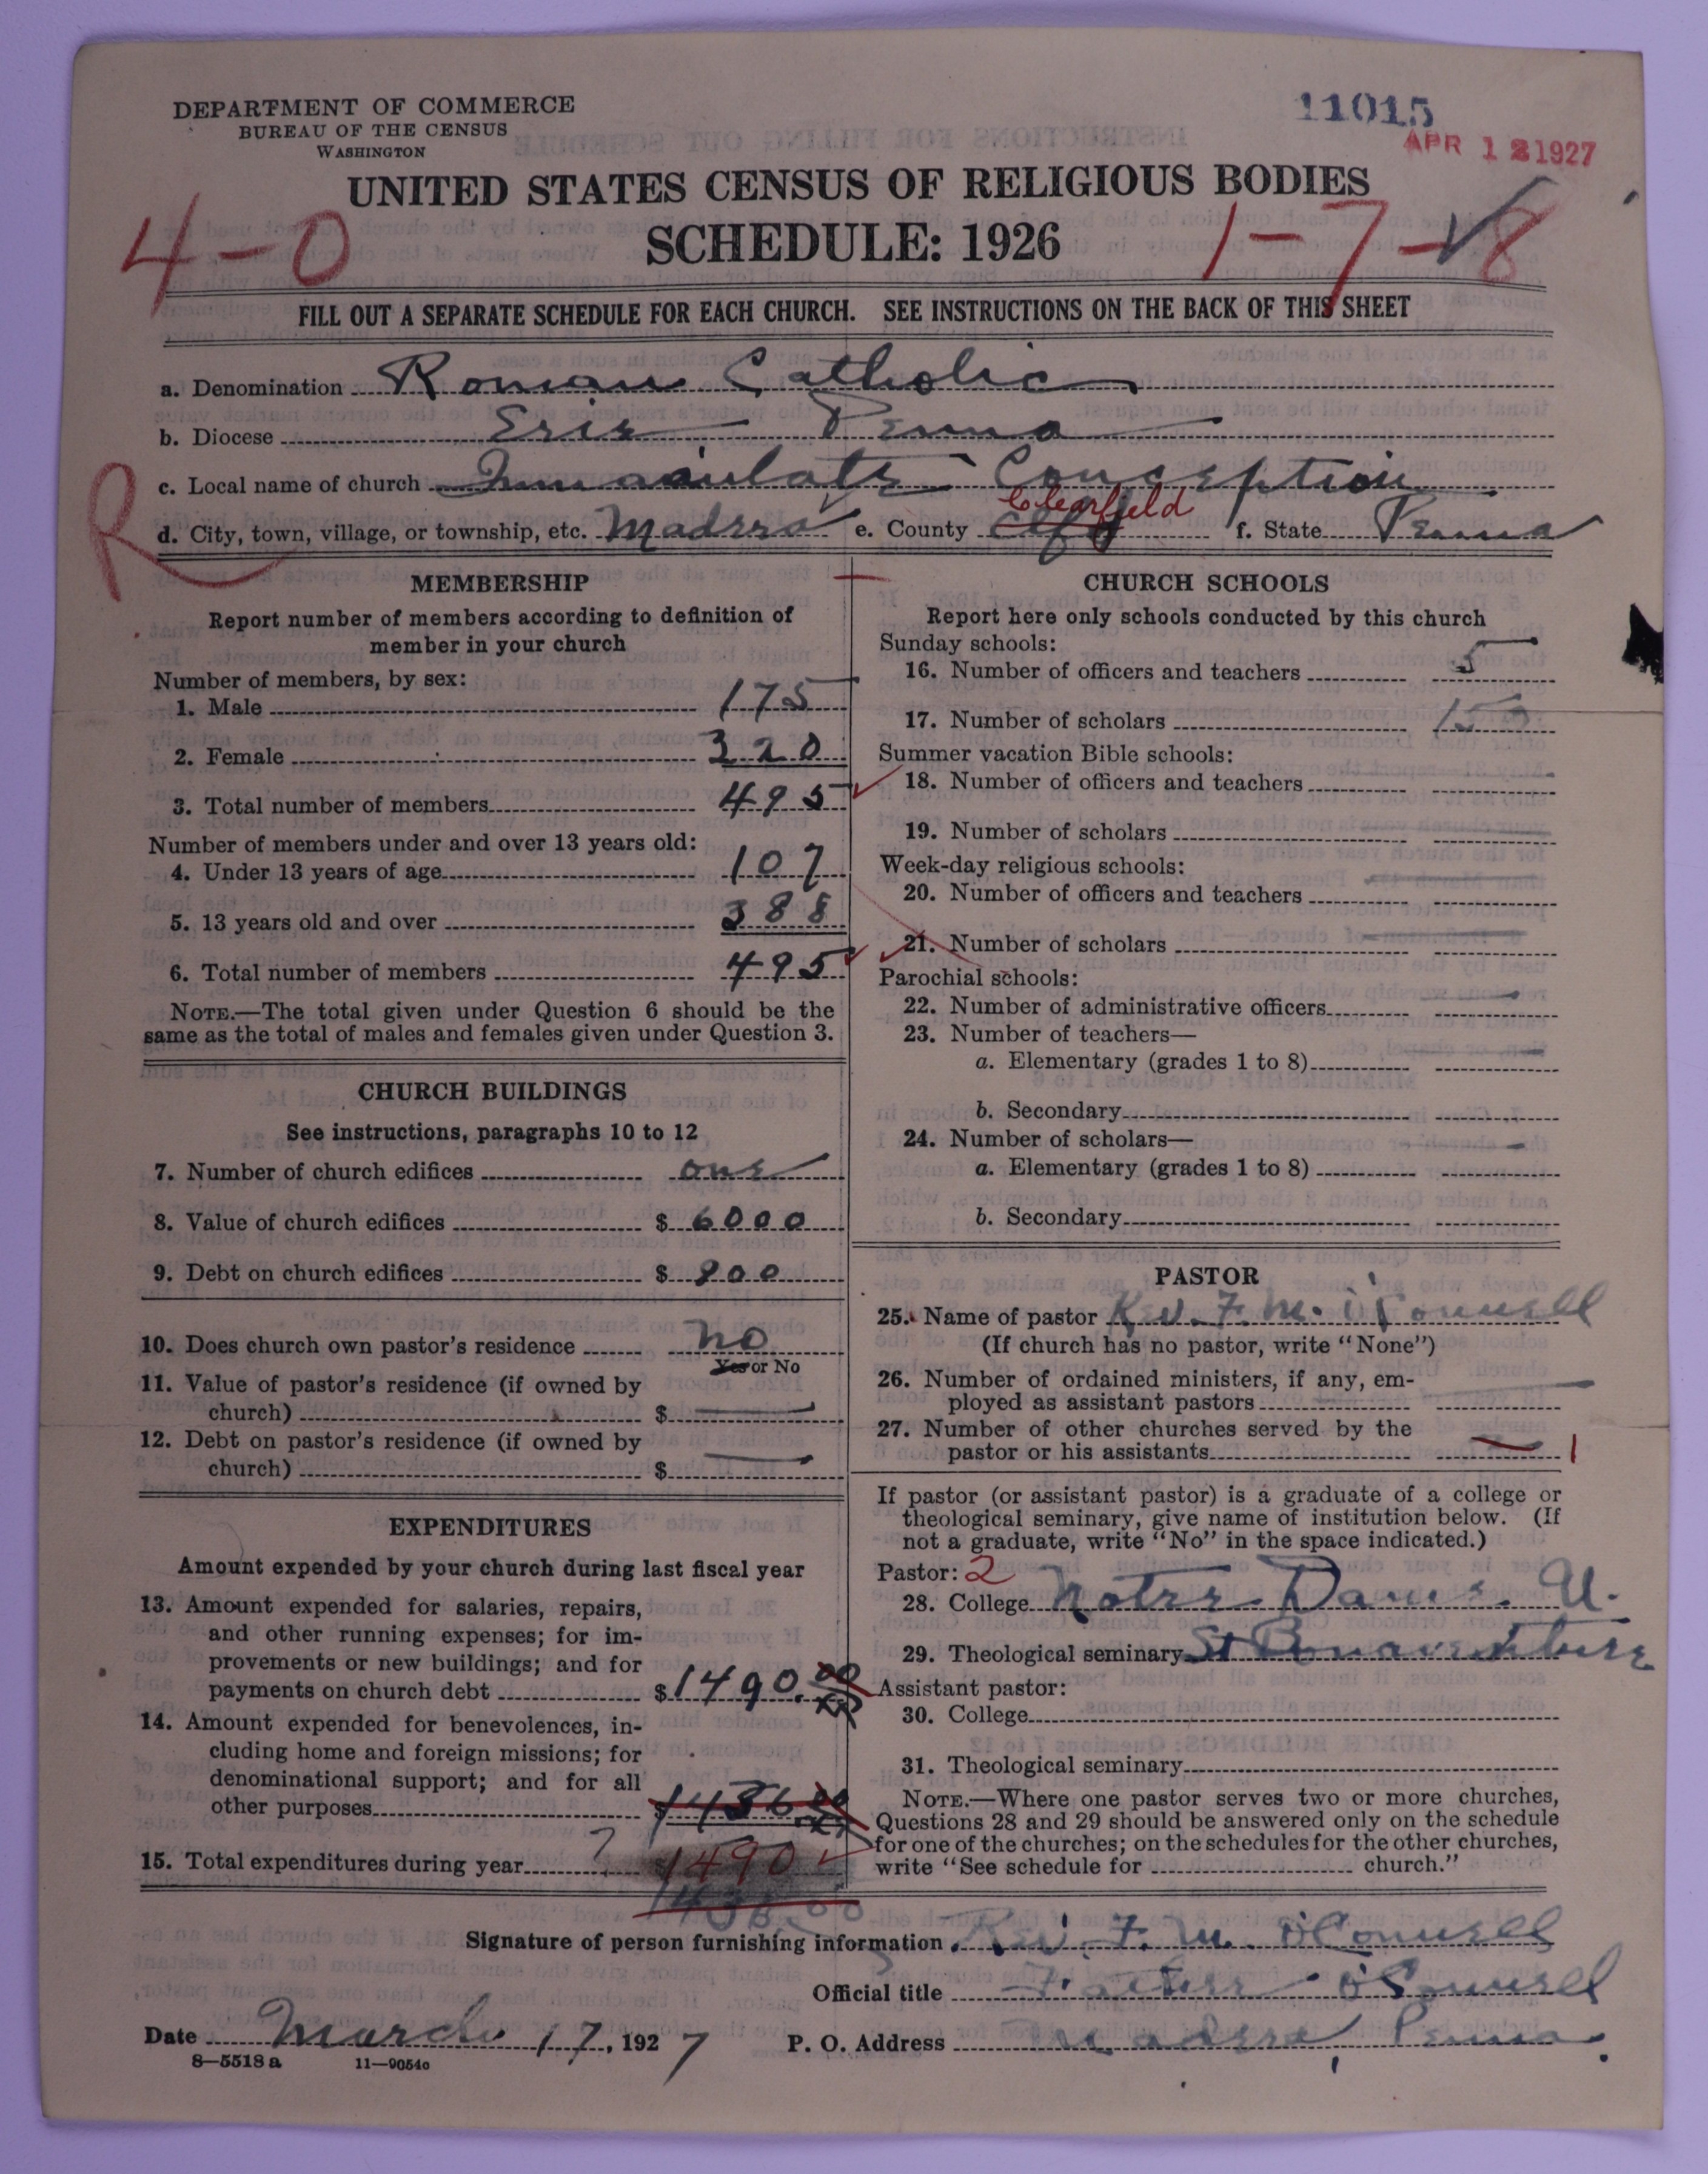 DEPARTMENT OF COMMERCE
BUREAU OF THE CENSUS
WASHINGTON
11015
APR 12 1927
UNITED STATES CENSUS OF RELIGIOUS BODIES
SCHEDULE: 1926
4-0
1-7-8
FILL OUT A SEPARATE SCHEDULE FOR EACH CHURCH. SEE INSTRUCTIONS ON THE BACK OF THIS SHEET
a. Denomination Roman Catholic
b. Diocese Erie Penna
c. Local name of church Immaculate Conception
R
d. City, town, village, or township, etc. Madera e. County Clfd Clearfield f. State Penna
MEMBERSHIP
Report number of members according to definition of
member in your church
Number of members, by sex:
1. Male 175
2. Female 320
3. Total number of members 495
Number of members under and over 13 years old:
4. Under 13 years of age 107
5. 13 years old and over 388
6. Total number of members 495
NOTE.—The total given under Question 6 should be the
same as the total of males and females given under Question 3.
CHURCH BUILDINGS
See instructions, paragraphs 10 to 12
7. Number of church edifices one
8. Value of church edifices $ 6000
9. Debt on church edifices $ 900
10. Does church own pastor's residence no
Yes or No
11. Value of pastor's residence (if owned by
church) $
12. Debt on pastor's residence (if owned by
church) $
EXPENDITURES
Amount expended by your church during last fiscal year
13. Amount expended for salaries, repairs,
and other running expenses; for im-
provements or new buildings; and for
payments on church debt $ 1490.00
14. Amount expended for benevolences, in-
cluding home and foreign missions; for
denominational support; and for all
other purposes $ 1436 00
15. Total expenditures during year ? $ 1490
CHURCH SCHOOLS
Report here only schools conducted by this church
Sunday schools:
16. Number of officers and teachers 5
17. Number of scholars 150
Summer vacation Bible schools:
18. Number of officers and teachers
19. Number of scholars
Week-day religious schools:
20. Number of officers and teachers
21. Number of scholars
Parochial schools:
22. Number of administrative officers
23. Number of teachers—
a. Elementary (grades 1 to 8)
b. Secondary
24. Number of scholars—
a. Elementary (grades 1 to 8)
b. Secondary
PASTOR
25. Name of pastor Rev. F. M. O'Connell
(If church has no pastor, write "None")
26. Number of ordained ministers, if any, em-
ployed as assistant pastors
27. Number of other churches served by the
pastor or his assistants 1
If pastor (or assistant pastor) is a graduate of a college or
theological seminary, give name of institution below. (If
not a graduate, write "No" in the space indicated.)
Pastor: 2
28. College Notre Dame U.
29. Theological seminary St Bonaventure
Assistant pastor:
30. College
31. Theological seminary
NOTE.—Where one pastor serves two or more churches,
Questions 28 and 29 should be answered only on the schedule
for one of the churches; on the schedules for the other churches,
write "See schedule for church."
Signature of person furnishing information Rev. F. M. O'Connell
Official title Father O'Connell
Date March 17, 1927 P. O. Address Madera, Penna.
8—5518 a 11—9054c